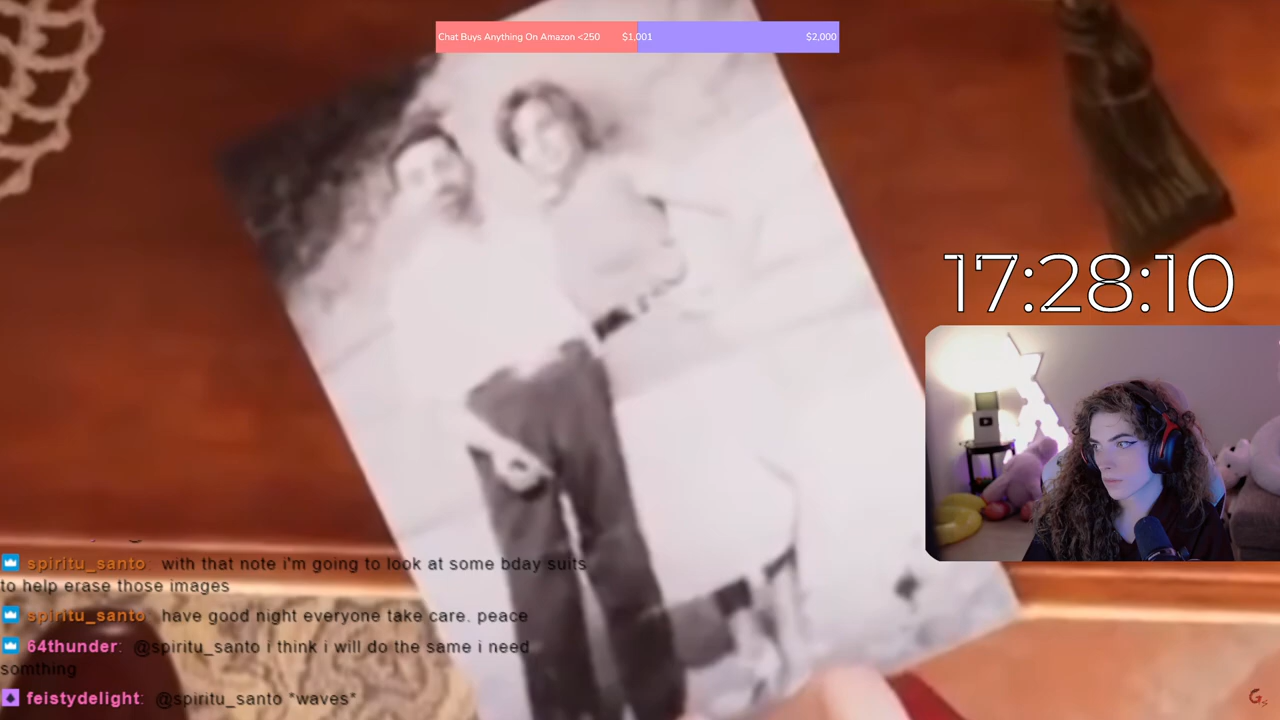 Chat Buys Anything On Amazon <250 $1,001 $2,000
17:28:10
spiritu_santo with that note i'm going to look at some bday suits
to help erase those images
spiritu_santo have good night everyone take care. peace
64thunder: @spiritu_santo i think i will do the same i need
somthing
feistydelight: @spiritu_santo *waves*